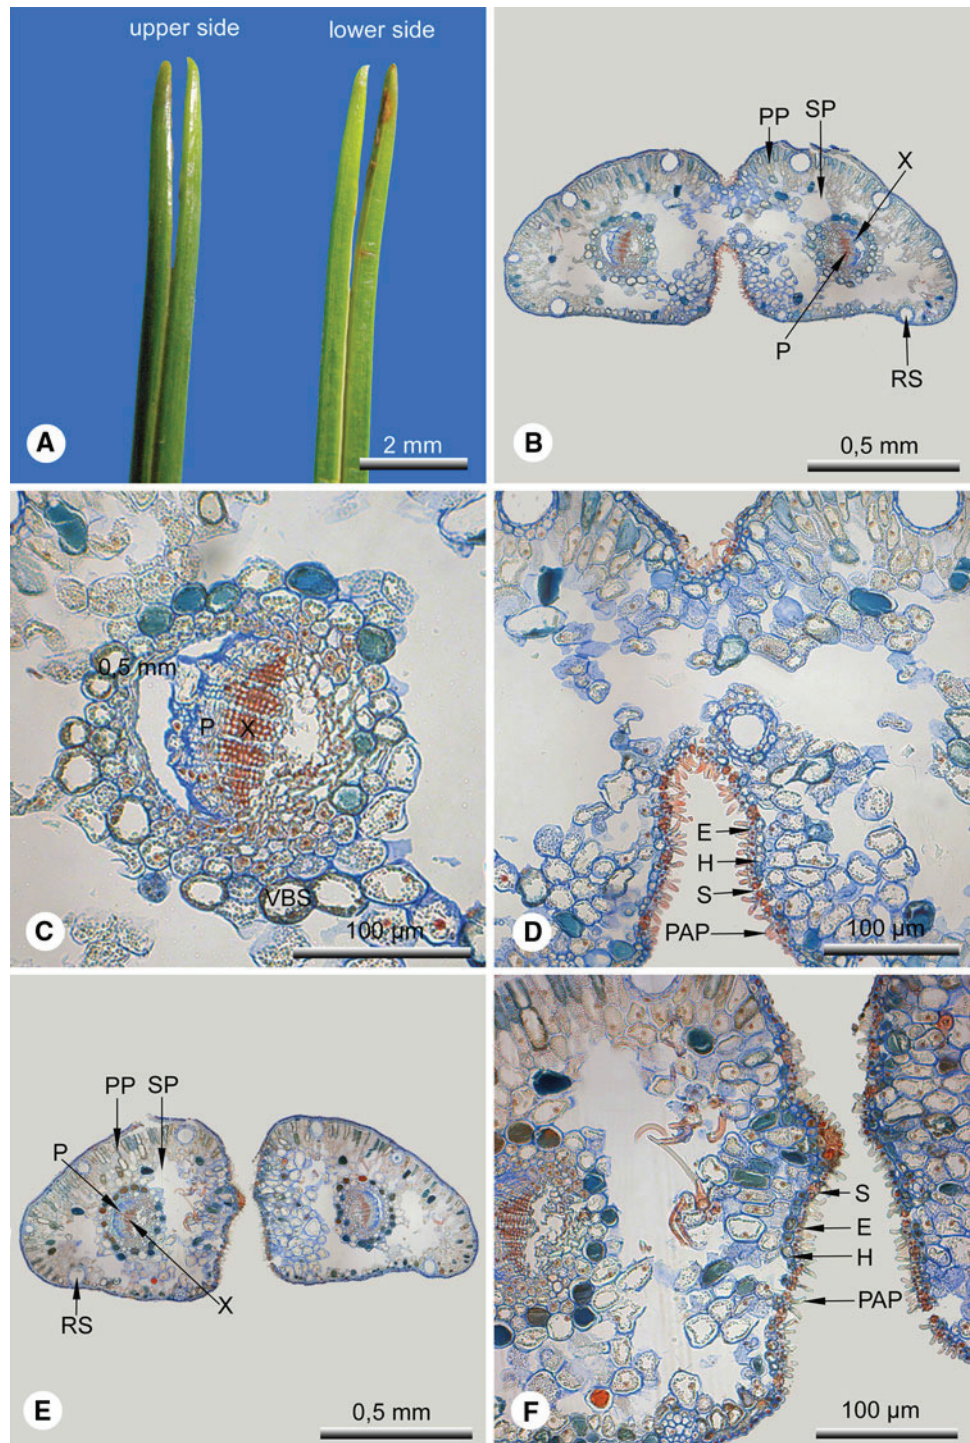 upper side
lower side
2 mm
A
PP
SP
X
P
RS
0,5 mm
B
0,5 mm
P
X
VBS
100 µm
C
E
H
S
PAP
100 µm
D
PP
SP
P
RS
X
0,5 mm
E
S
E
H
PAP
100 µm
F